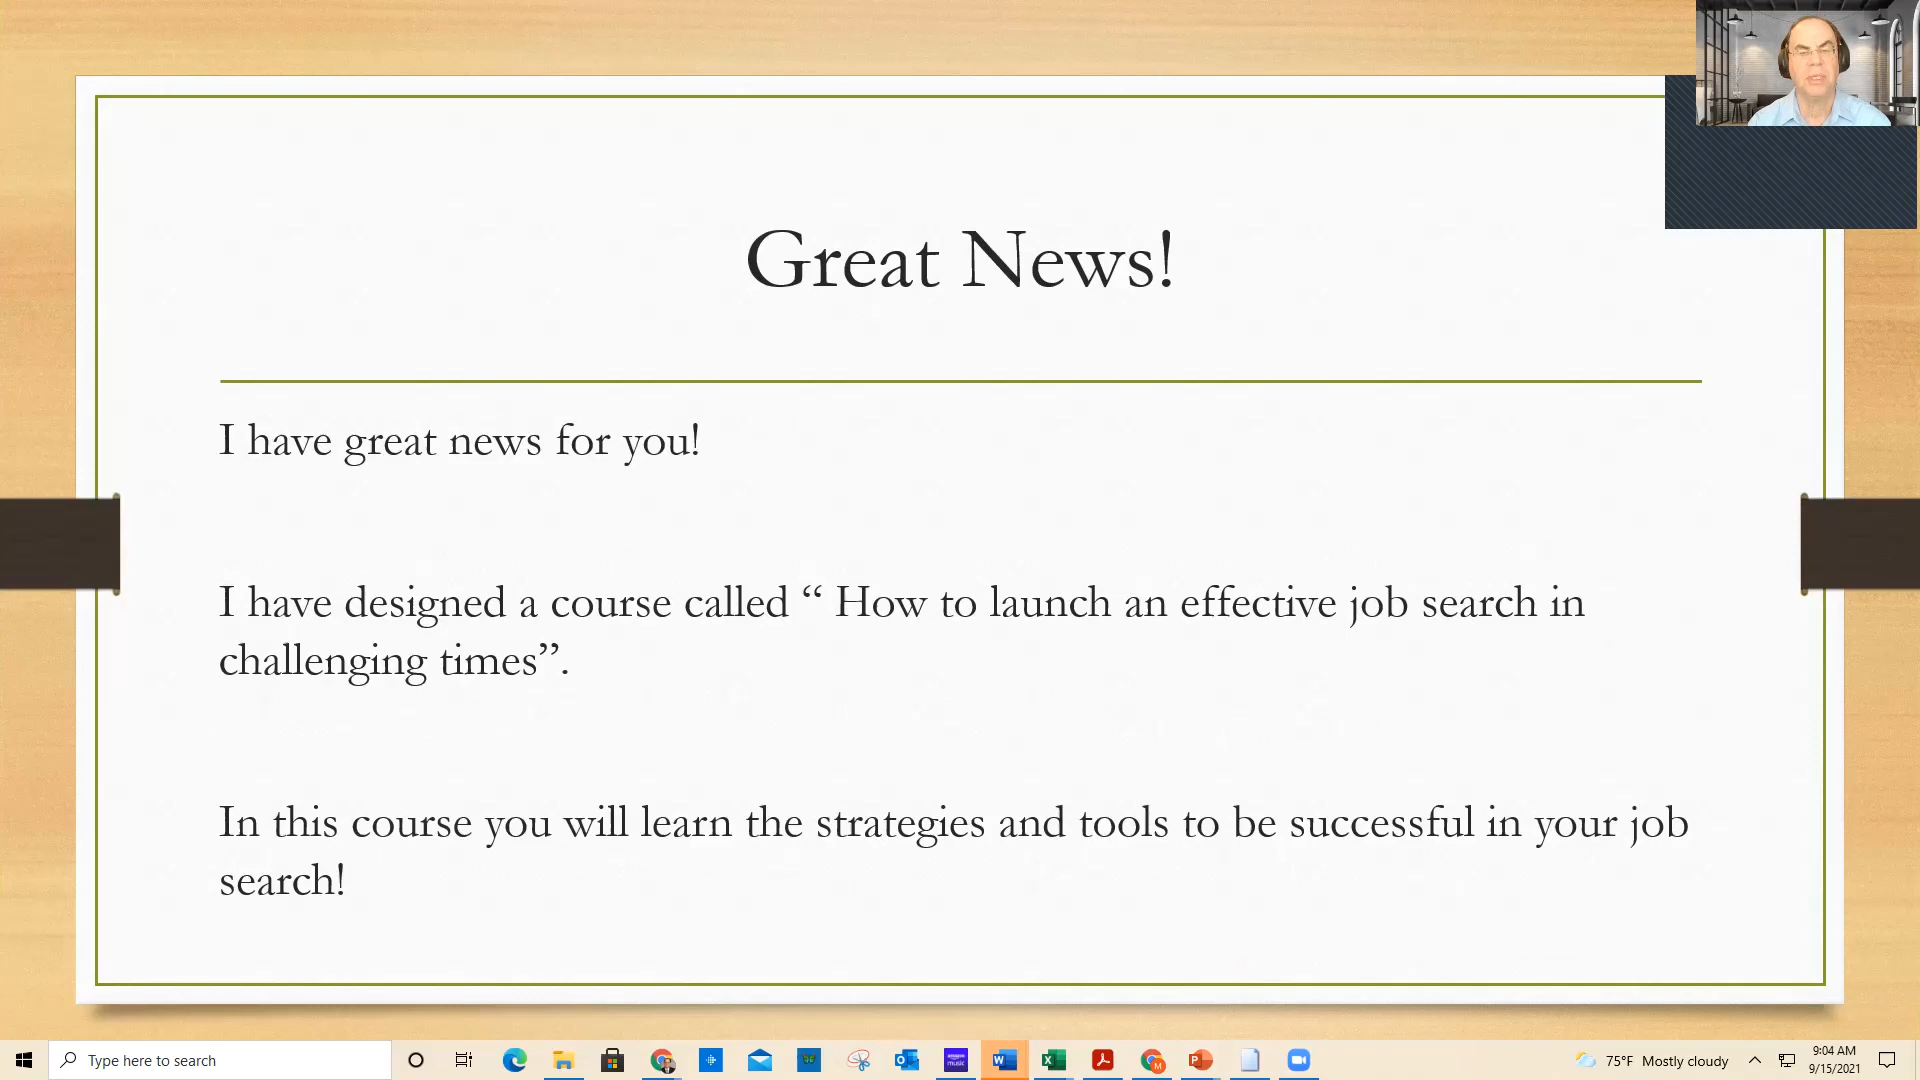 Great News!
I have great news for you!
I have designed a course called “ How to launch an effective job search in
challenging times”.
In this course you will learn the strategies and tools to be successful in your job
search!
Type here to search
75°F Mostly cloudy
9:04 AM
9/15/2021